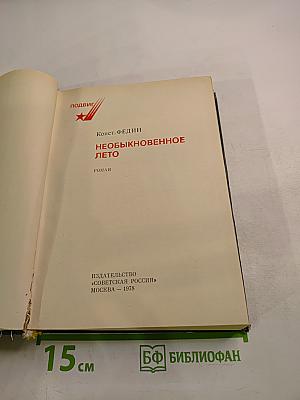 ПОДВИГ
Конст. ФЕДИН
НЕОБЫКНОВЕННОЕ
ЛЕТО
РОМАН
ИЗДАТЕЛЬСТВО
«СОВЕТСКАЯ РОССИЯ»
МОСКВА — 1978
15 см
БФ БИБЛИОФАН